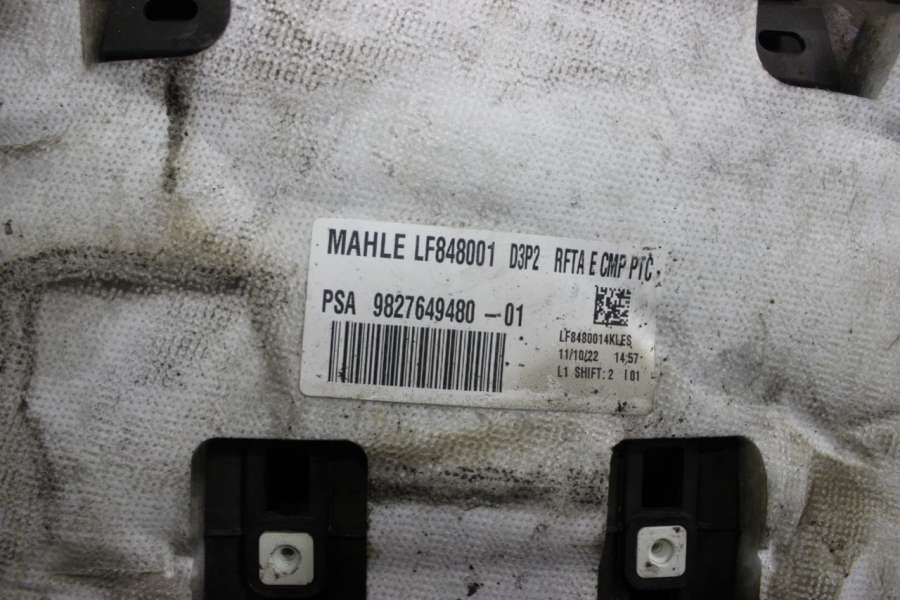 MAHLE LF848001 D3P2 RFTA E CMP PTC
PSA 9827649480-01
LF8480014KLES
11/10/22 14:57
L1 SHIFT: 2 I01